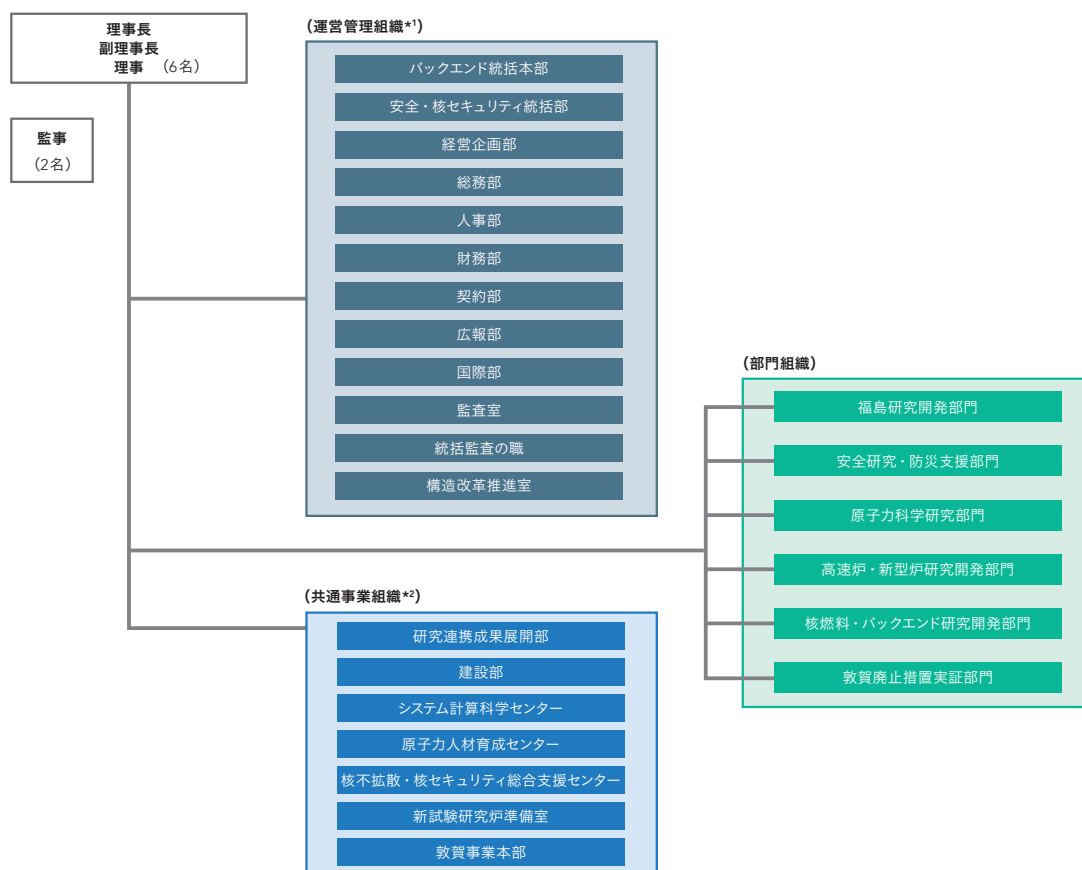 理事長
副理事長
理事 （6名）
監事
（2名）
（運営管理組織*1）
バックエンド統括本部
安全・核セキュリティ統括部
経営企画部
総務部
人事部
財務部
契約部
広報部
国際部
監査室
統括監査の職
構造改革推進室
（部門組織）
福島研究開発部門
安全研究・防災支援部門
原子力科学研究部門
高速炉・新型炉研究開発部門
核燃料・バックエンド研究開発部門
敦賀廃止措置実証部門
（共通事業組織*2）
研究連携成果展開部
建設部
システム計算科学センター
原子力人材育成センター
核不拡散・核セキュリティ総合支援センター
新試験研究炉準備室
敦賀事業本部